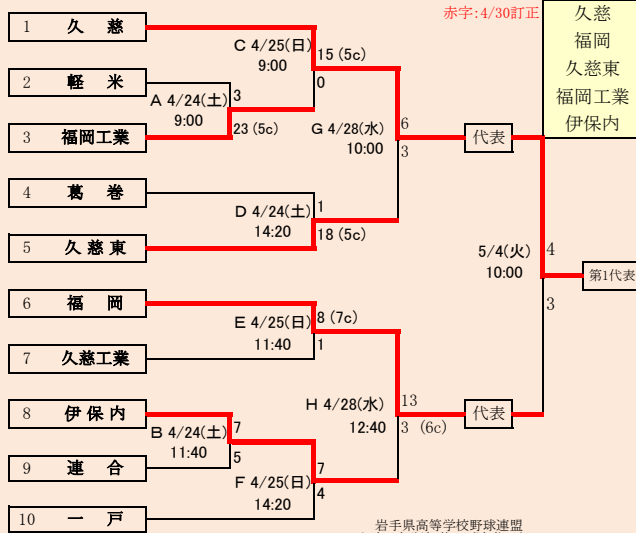 赤字:4/30訂正
久慈
福岡
久慈東
福岡工業
伊保内
1 久 慈
C 4/25(日) 15 (5c)
9:00
0
2 軽 米
A 4/24(土) 3
9:00
23 (5c)
3 福岡工業
G 4/28(水) 6
10:00
3
代表
4 葛 巻
D 4/24(土) 1
14:20
18 (5c)
5 久 慈 東
5/4(火) 4
10:00
3
第1代表
6 福 岡
E 4/25(日) 8 (7c)
11:40
1
7 久慈工業
H 4/28(水) 13
12:40
3 (6c)
代表
8 伊保内
B 4/24(土) 7
11:40
5
9 連 合
F 4/25(日) 7
14:20
4
10 一 戸
岩手県高等学校野球連盟